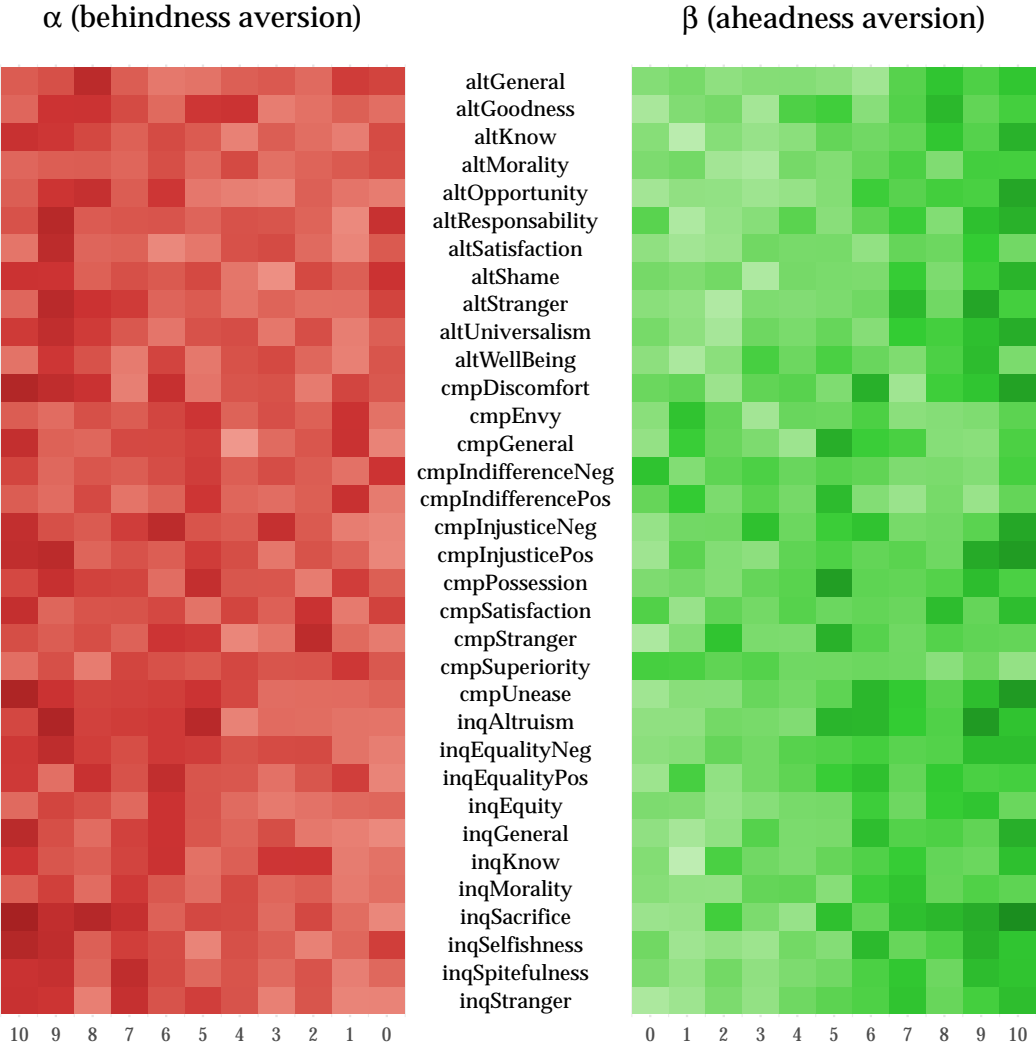 α (behindness aversion)
β (aheadness aversion)
altGeneral
altGoodness
altKnow
altMorality
altOpportunity
altResponsability
altSatisfaction
altShame
altStranger
altUniversalism
altWellBeing
cmpDiscomfort
cmpEnvy
cmpGeneral
cmpIndifferenceNeg
cmpIndifferencePos
cmpInjusticeNeg
cmpInjusticePos
cmpPossession
cmpSatisfaction
cmpStranger
cmpSuperiority
cmpUnease
inqAltruism
inqEqualityNeg
inqEqualityPos
inqEquity
inqGeneral
inqKnow
inqMorality
inqSacrifice
inqSelfishness
inqSpitefulness
inqStranger
10 9 8 7 6 5 4 3 2 1 0
0 1 2 3 4 5 6 7 8 9 10